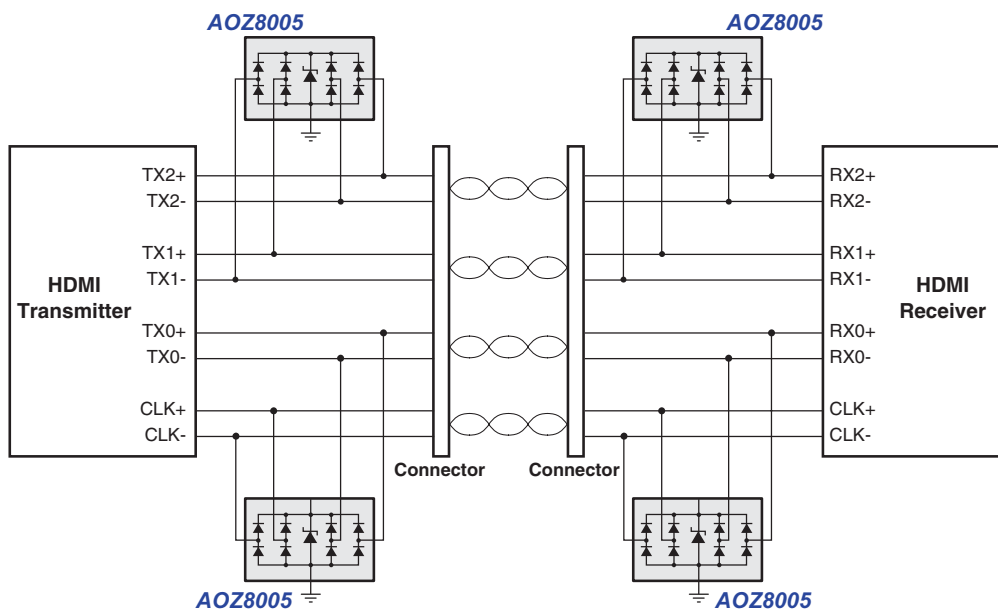 AOZ8005
AOZ8005
HDMI
Transmitter
TX2+
TX2-
TX1+
TX1-
TX0+
TX0-
CLK+
CLK-
Connector
Connector
RX2+
RX2-
RX1+
RX1-
RX0+
RX0-
CLK+
CLK-
HDMI
Receiver
AOZ8005
AOZ8005